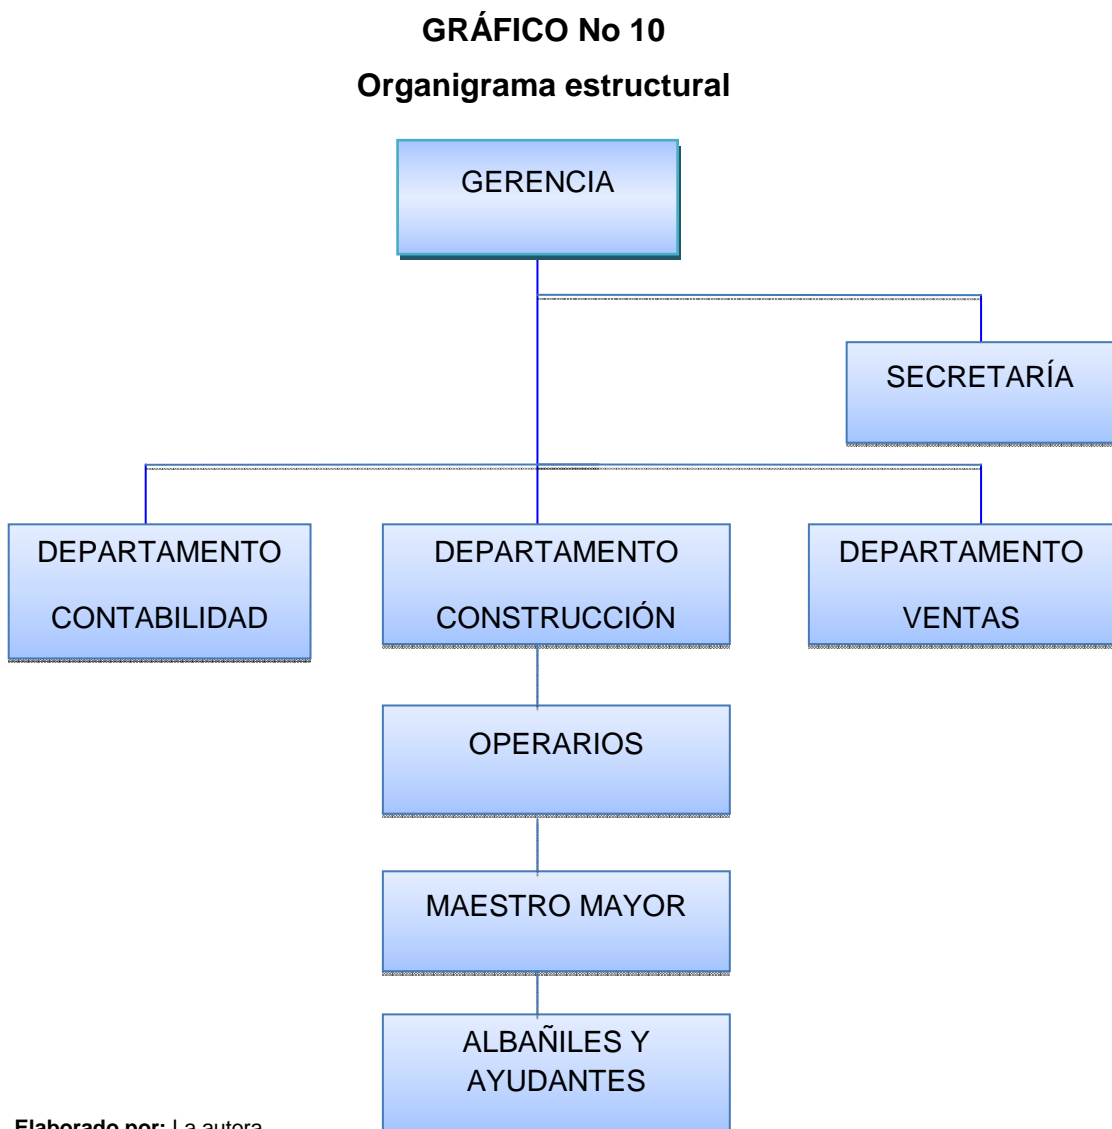 GRÁFICO No 10
Organigrama estructural
GERENCIA
SECRETARÍA
DEPARTAMENTO
CONTABILIDAD
DEPARTAMENTO
CONSTRUCCIÓN
DEPARTAMENTO
VENTAS
OPERARIOS
MAESTRO MAYOR
ALBAÑILES Y
AYUDANTES
Elaborado por: La autora